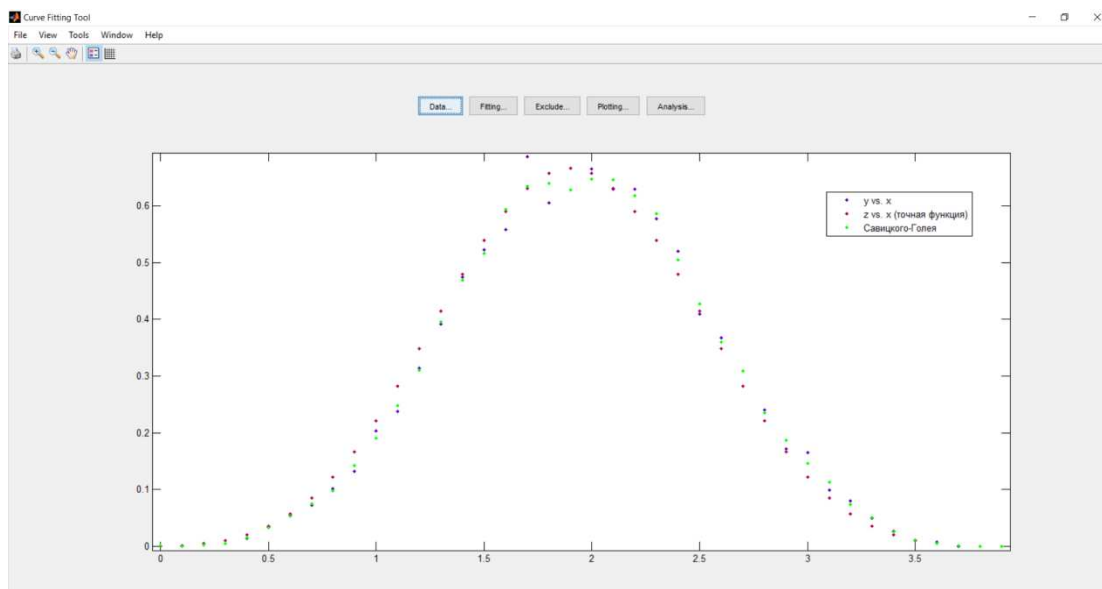 Curve Fitting Tool
File View Tools Window Help
Data... Fitting... Exclude... Plotting... Analysis...
y vs. x
z vs. x (точная функция)
Савицкого-Голея
0.6
0.5
0.4
0.3
0.2
0.1
0
0 0.5 1 1.5 2 2.5 3 3.5